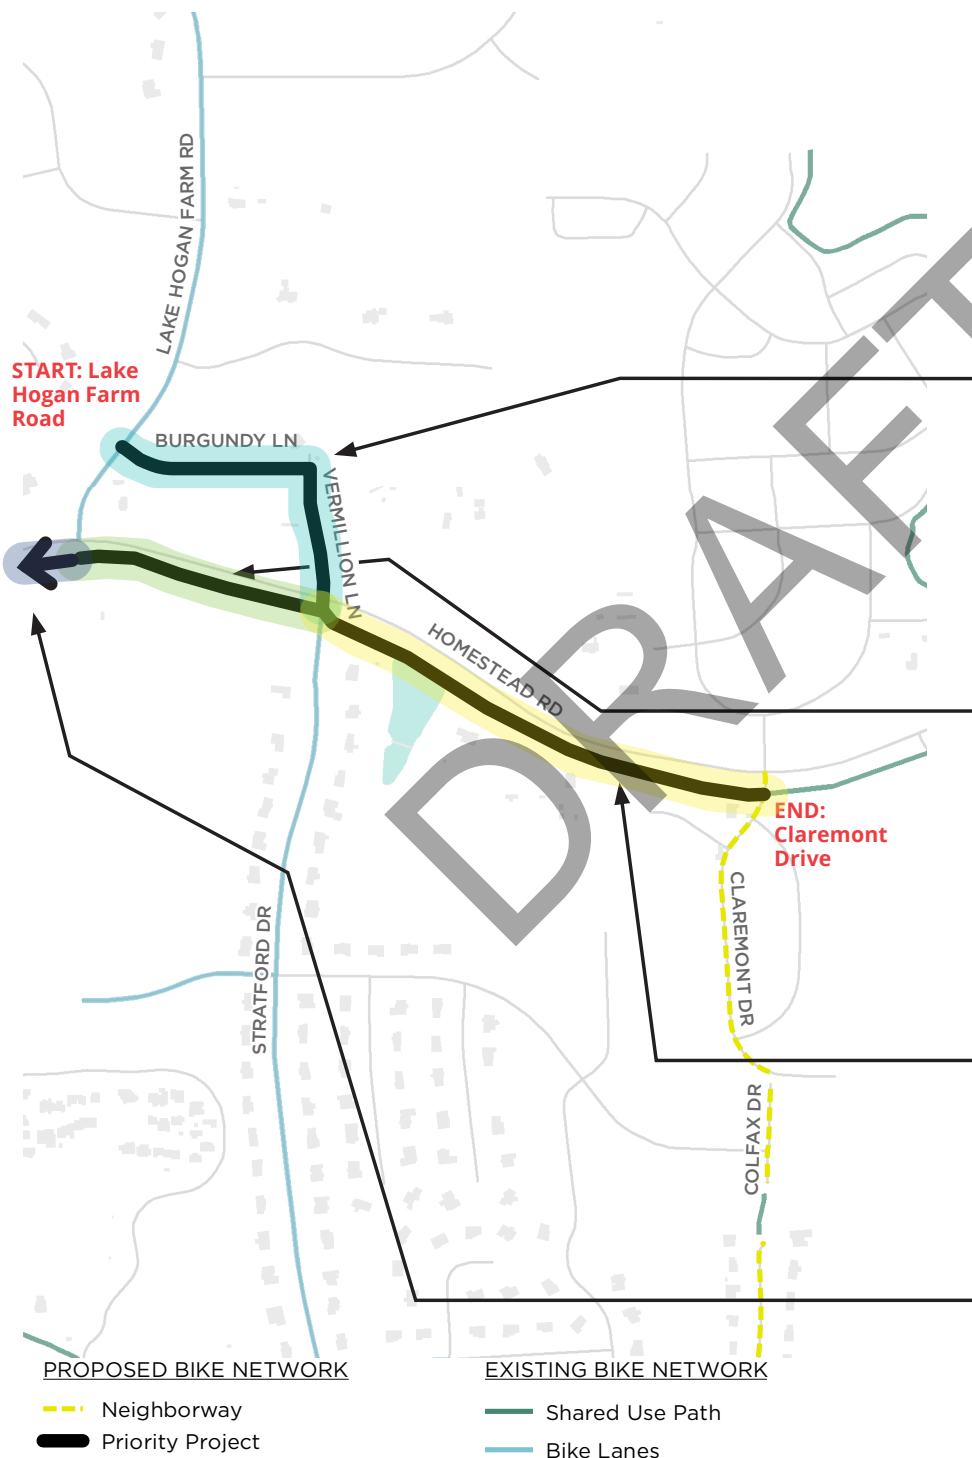 LAKE HOGAN FARM RD
START: Lake
Hogan Farm
Road
BURGUNDY LN
VERMILLION LN
HOMESTEAD RD
DRAFT
END:
Claremont
Drive
CLAREMONT DR
STRATFORD DR
COLFAX DR
PROPOSED BIKE NETWORK
Neighborway
Priority Project
EXISTING BIKE NETWORK
Shared Use Path
Bike Lanes